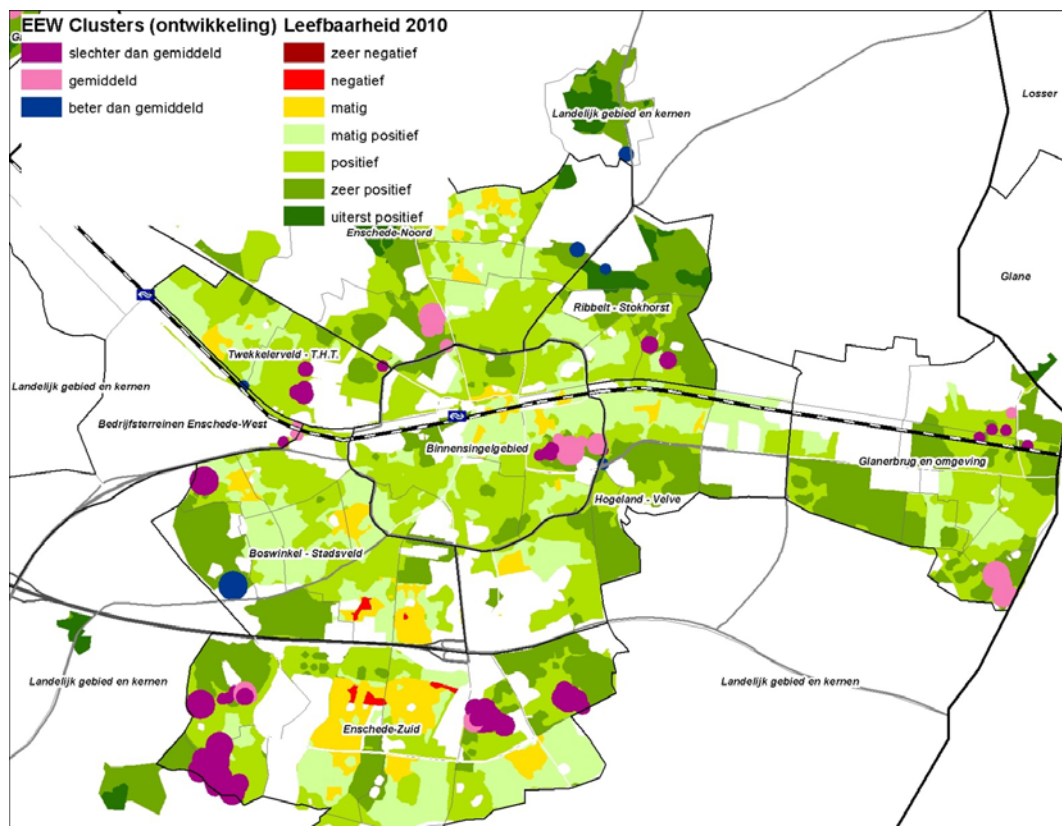 EEW Clusters (ontwikkeling)
slechter dan gemiddeld
gemiddeld
beter dan gemiddeld
Leefbaarheid 2010
zeer negatief
negatief
matig
matig positief
positief
zeer positief
uiterst positief
Landelijk gebied en kernen
Losser
Enschede-Noord
Glane
Ribbelt - Stokhorst
Twekkelerveld - T.H.T.
Landelijk gebied en kernen
Bedrijfsterreinen Enschede-West
Binnensingelgebied
Glanerbrug en omgeving
Hogeland - Velve
Boswinkel - Stadsveld
Landelijk gebied en kernen
Landelijk gebied en kernen
Enschede-Zuid